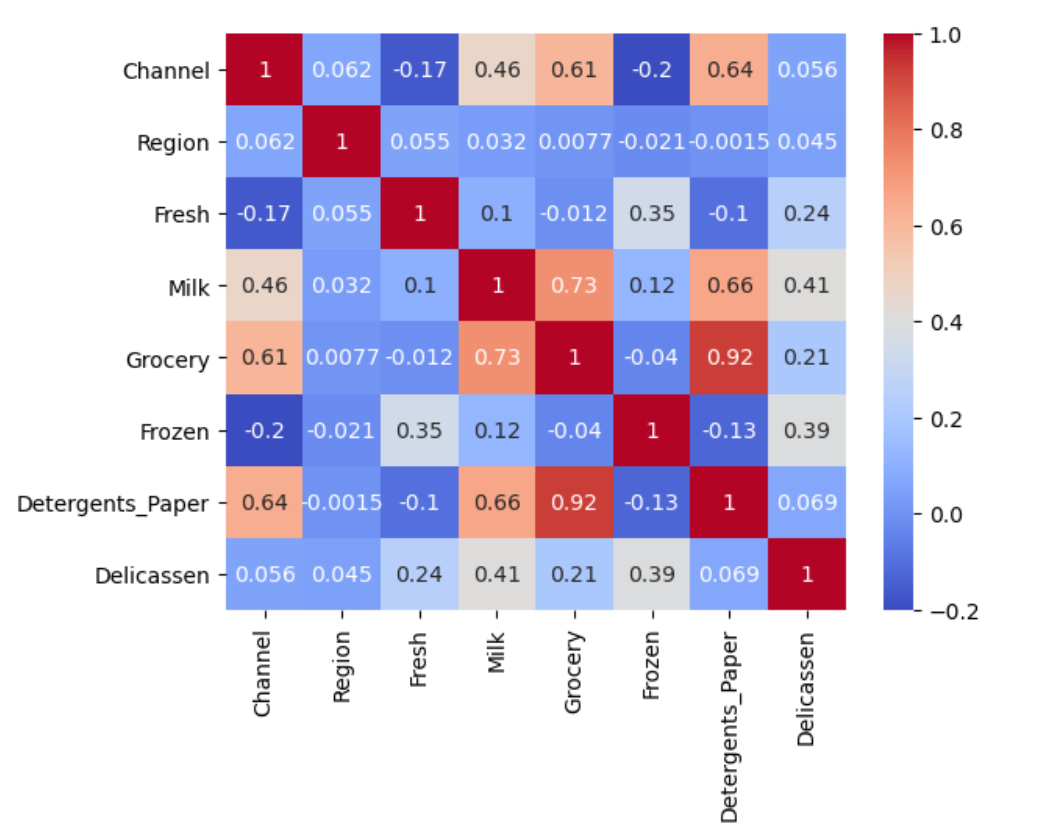 Channel 1 0.062 -0.17 0.46 0.61 -0.2 0.64 0.056
Region 0.062 1 0.055 0.032 0.0077 -0.021 -0.0015 0.045
Fresh -0.17 0.055 1 0.1 -0.012 0.35 -0.1 0.24
Milk 0.46 0.032 0.1 1 0.73 0.12 0.66 0.41
Grocery 0.61 0.0077 -0.012 0.73 1 -0.04 0.92 0.21
Frozen -0.2 -0.021 0.35 0.12 -0.04 1 -0.13 0.39
Detergents_Paper 0.64 -0.0015 -0.1 0.66 0.92 -0.13 1 0.069
Delicassen 0.056 0.045 0.24 0.41 0.21 0.39 0.069 1
Channel
Region
Fresh
Milk
Grocery
Frozen
Detergents_Paper
Delicassen
1.0
0.8
0.6
0.4
0.2
0.0
−0.2